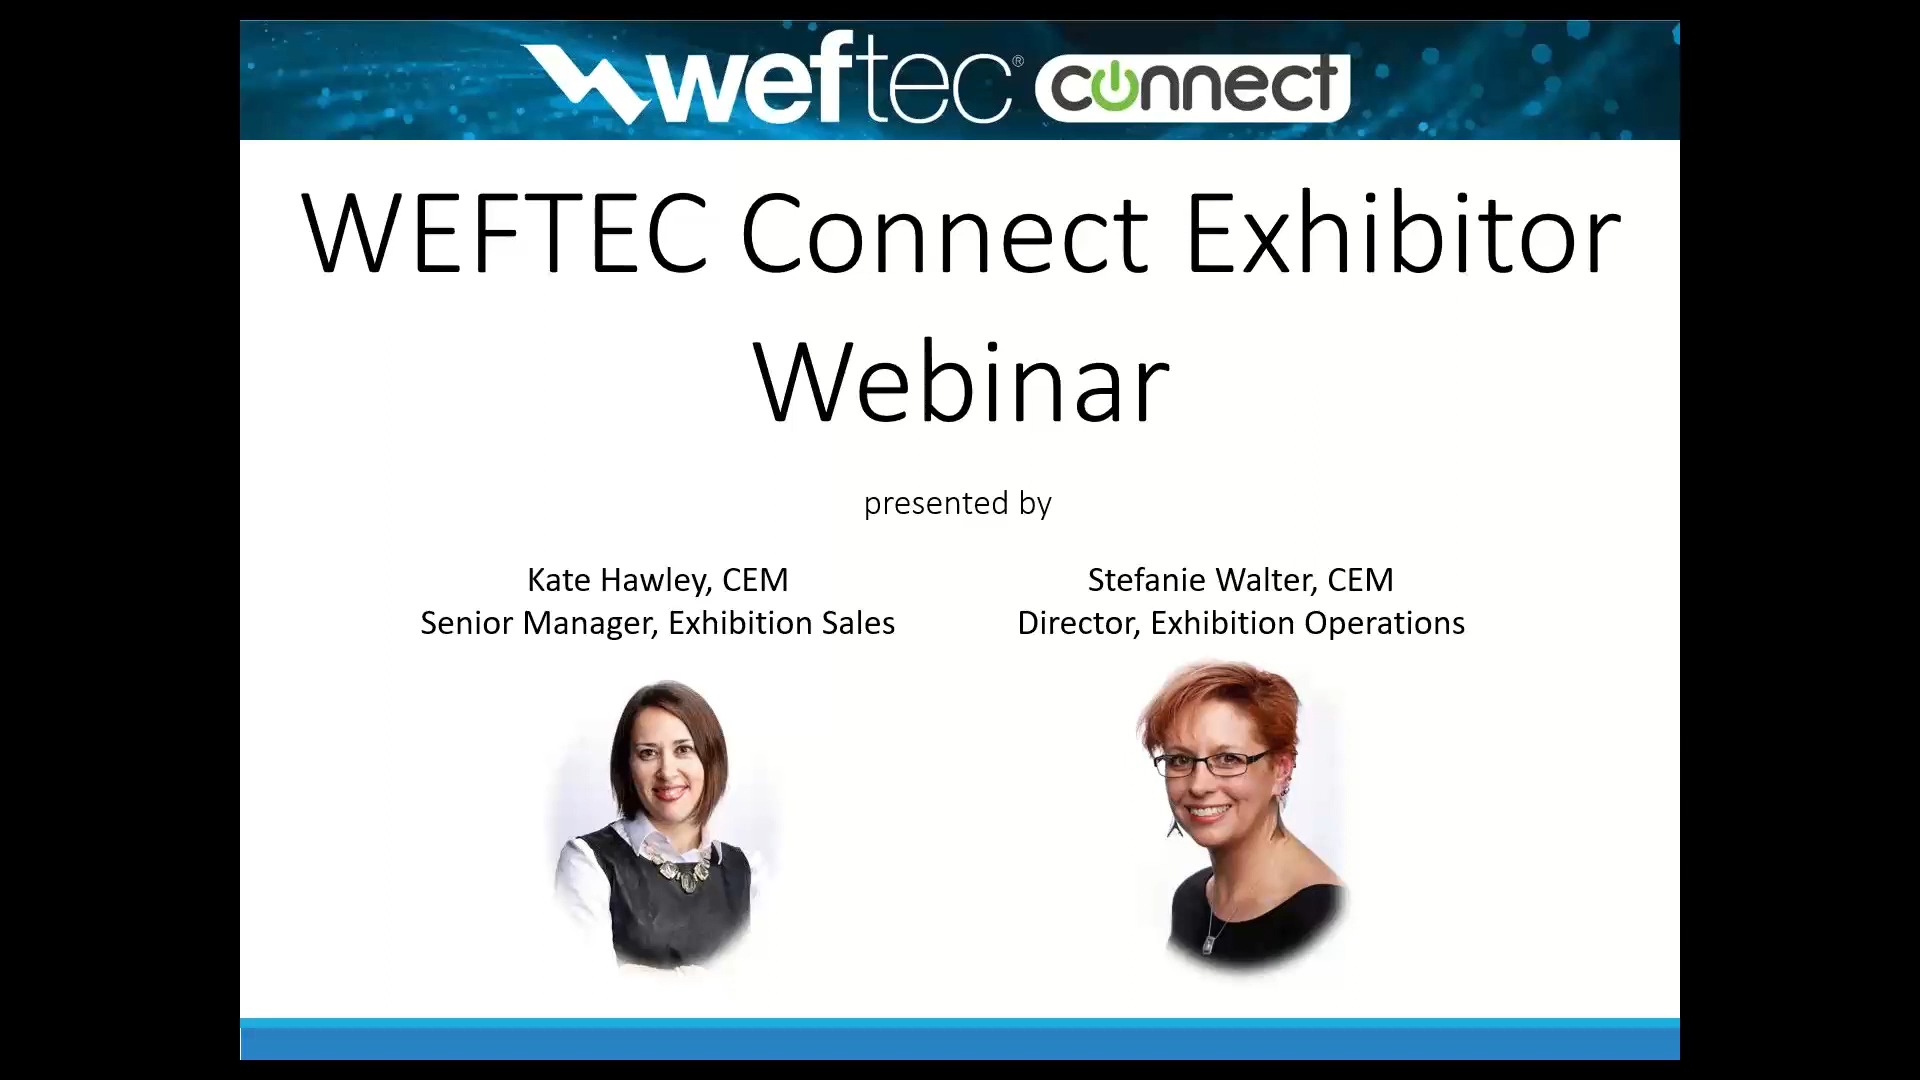 weftec® connect
WEFTEC Connect Exhibitor
Webinar
presented by
Kate Hawley, CEM
Senior Manager, Exhibition Sales
Stefanie Walter, CEM
Director, Exhibition Operations